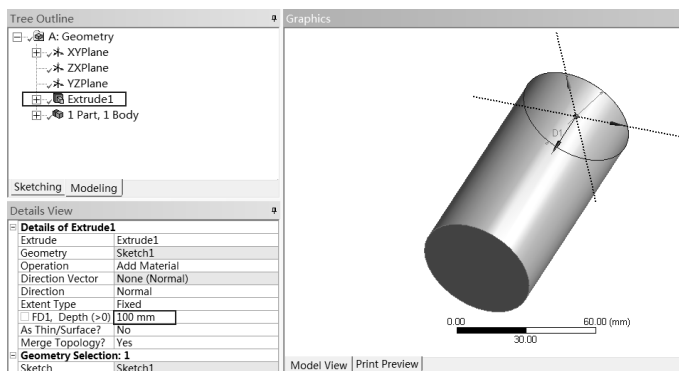 Tree Outline
A: Geometry
XYPlane
ZXPlane
YZPlane
Extrude1
1 Part, 1 Body
Sketching Modeling
Details View
Details of Extrude1
Extrude Extrude1
Geometry Sketch1
Operation Add Material
Direction Vector None (Normal)
Direction Normal
Extent Type Fixed
FD1, Depth (>0) 100 mm
As Thin/Surface? No
Merge Topology? Yes
Geometry Selection: 1
Sketch Sketch1
Graphics
D1
0.00 60.00 (mm)
30.00
Model View Print Preview